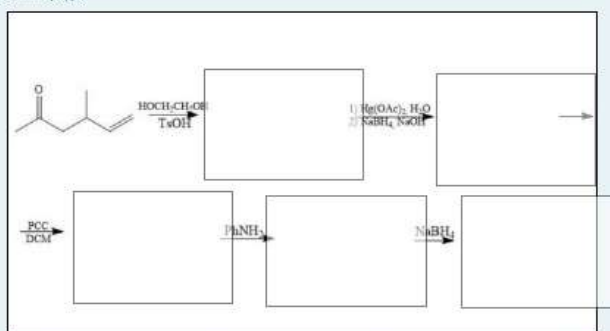 O
HOCH2CH2OH
TsOH
1) Hg(OAc)2, H2O
2) NaBH4, NaOH
PCC
DCM
PhNH2
NaBH4